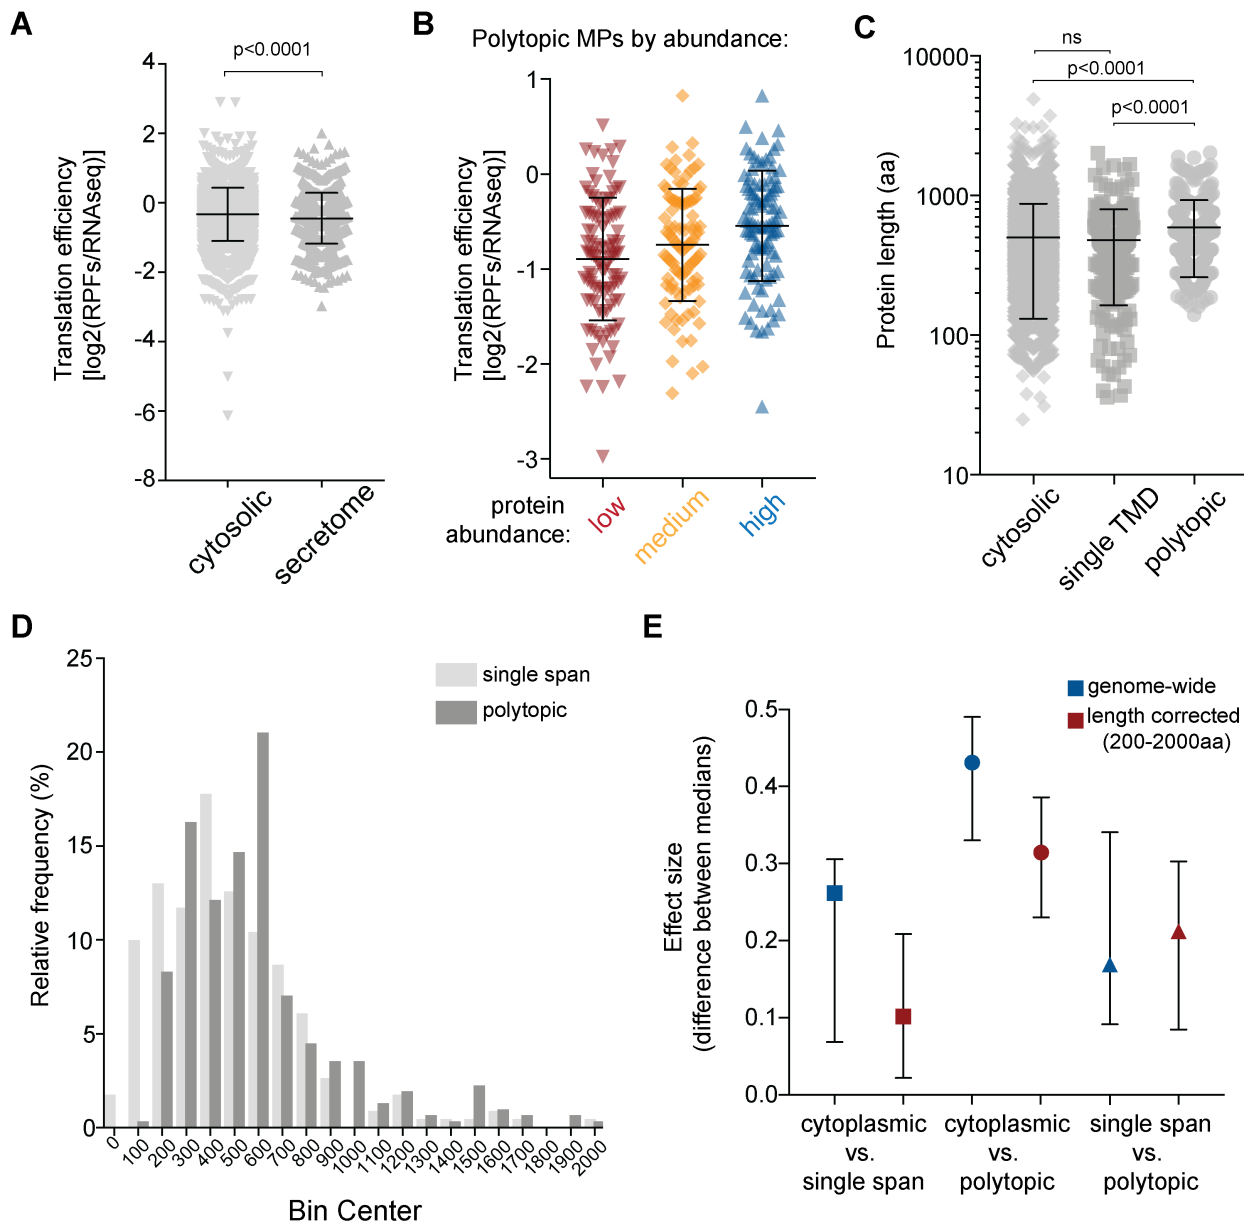 A
p<0.0001
Translation efficiency
[log2(RPFs/RNAseq)]
4
2
0
-2
-4
-6
-8
cytosolic
secretome
B
Polytopic MPs by abundance:
Translation efficiency
[log2(RPFs/RNAseq)]
1
0
-1
-2
-3
protein
abundance:
low
medium
high
C
ns
p<0.0001
p<0.0001
Protein length (aa)
10000
1000
100
10
cytosolic
single TMD
polytopic
D
single span
polytopic
Relative frequency (%)
25
20
15
10
5
0
0
100
200
300
400
500
600
700
800
900
1000
1100
1200
1300
1400
1500
1600
1700
1800
1900
2000
Bin Center
E
genome-wide
length corrected
(200-2000aa)
Effect size
(difference between medians)
0.5
0.4
0.3
0.2
0.1
0.0
cytoplasmic
vs.
single span
cytoplasmic
vs.
polytopic
single span
vs.
polytopic